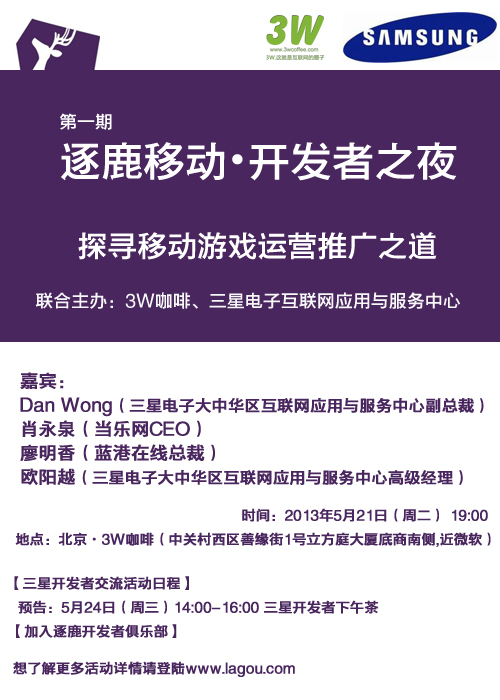 3W
www.3wcoffee.com
3W,这就是互联网的圈子
SAMSUNG
第一期
逐鹿移动·开发者之夜
探寻移动游戏运营推广之道
联合主办：3W咖啡、三星电子互联网应用与服务中心
嘉宾：
Dan Wong（三星电子大中华区互联网应用与服务中心副总裁）
肖永泉（当乐网CEO）
廖明香（蓝港在线总裁）
欧阳越（三星电子大中华区互联网应用与服务中心高级经理）
时间：2013年5月21日（周二） 19:00
地点：北京·3W咖啡（中关村西区善缘街1号立方庭大厦底商南侧,近微软）
【三星开发者交流活动日程】
预告：5月24日（周三）14:00-16:00 三星开发者下午茶
【加入逐鹿开发者俱乐部】
想了解更多活动详情请登陆www.lagou.com